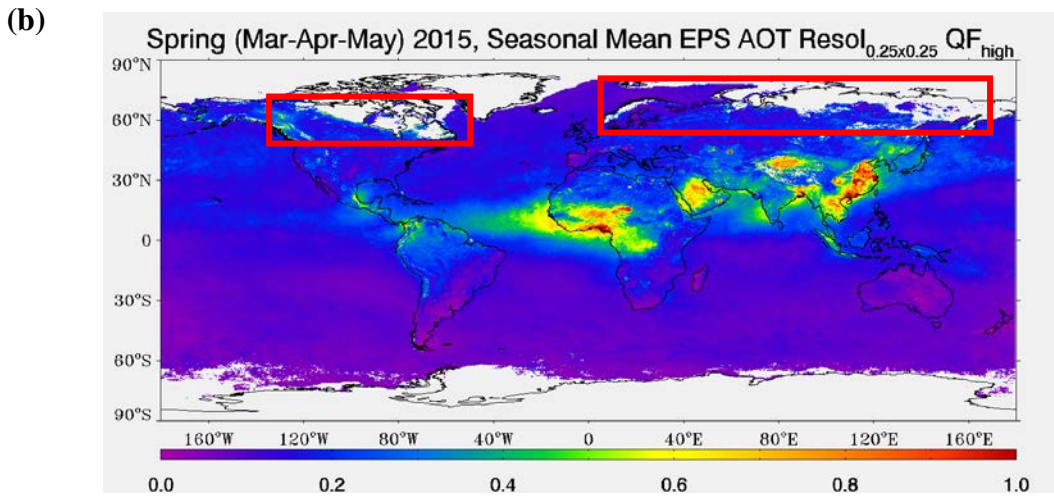 (b)
Spring (Mar-Apr-May) 2015, Seasonal Mean EPS AOT Resol0.25x0.25 QFhigh
90°N
60°N
30°N
0
30°S
60°S
90°S
160°W 120°W 80°W 40°W 0 40°E 80°E 120°E 160°E
0.0 0.2 0.4 0.6 0.8 1.0